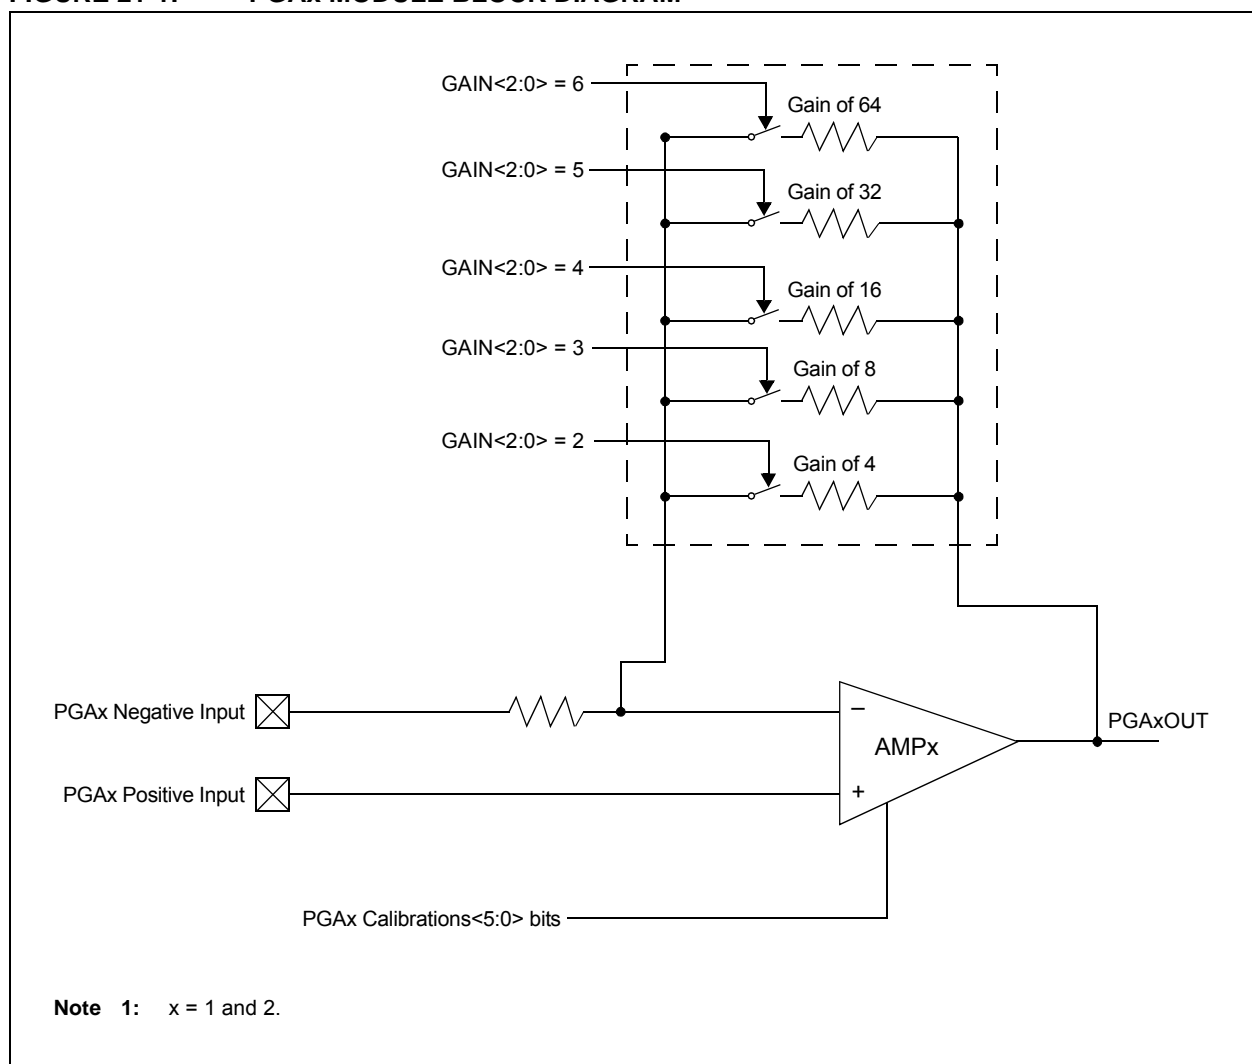 GAIN<2:0> = 6
Gain of 64
GAIN<2:0> = 5
Gain of 32
GAIN<2:0> = 4
Gain of 16
GAIN<2:0> = 3
Gain of 8
GAIN<2:0> = 2
Gain of 4
PGAx Negative Input
–
AMPx
PGAxOUT
PGAx Positive Input
+
PGAx Calibrations<5:0> bits
Note 1: x = 1 and 2.